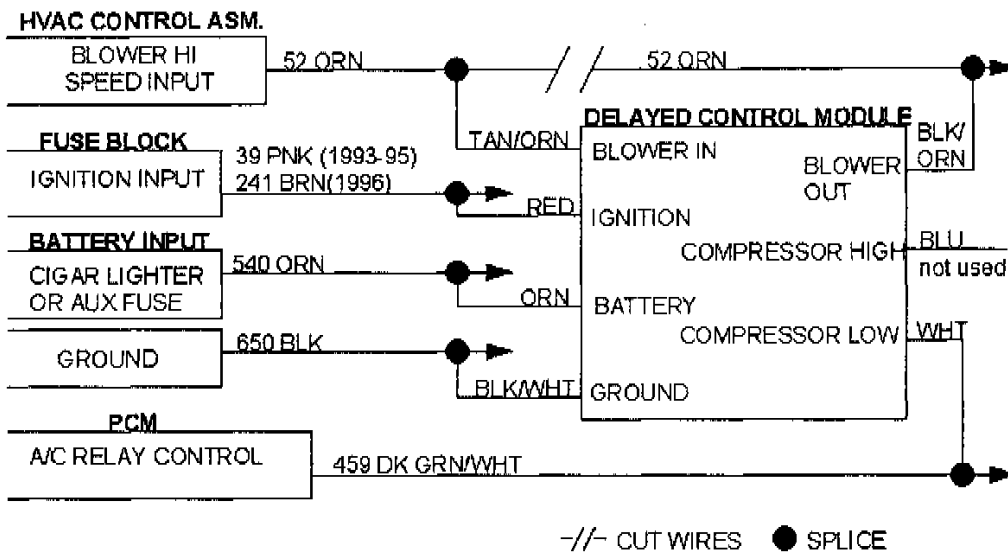 HVAC CONTROL ASM.
BLOWER HI
SPEED INPUT
52 ORN
52 ORN
DELAYED CONTROL MODULE
TAN/ORN
BLOWER IN
BLOWER
OUT
BLK/
ORN
FUSE BLOCK
IGNITION INPUT
39 PNK (1993-95)
241 BRN(1996)
RED
IGNITION
COMPRESSOR HIGH
BLU
not used
BATTERY INPUT
CIGAR LIGHTER
OR AUX FUSE
540 ORN
ORN
BATTERY
COMPRESSOR LOW
WHT
GROUND
650 BLK
BLK/WHT
GROUND
PCM
A/C RELAY CONTROL
459 DK GRN/WHT
-//- CUT WIRES
SPLICE